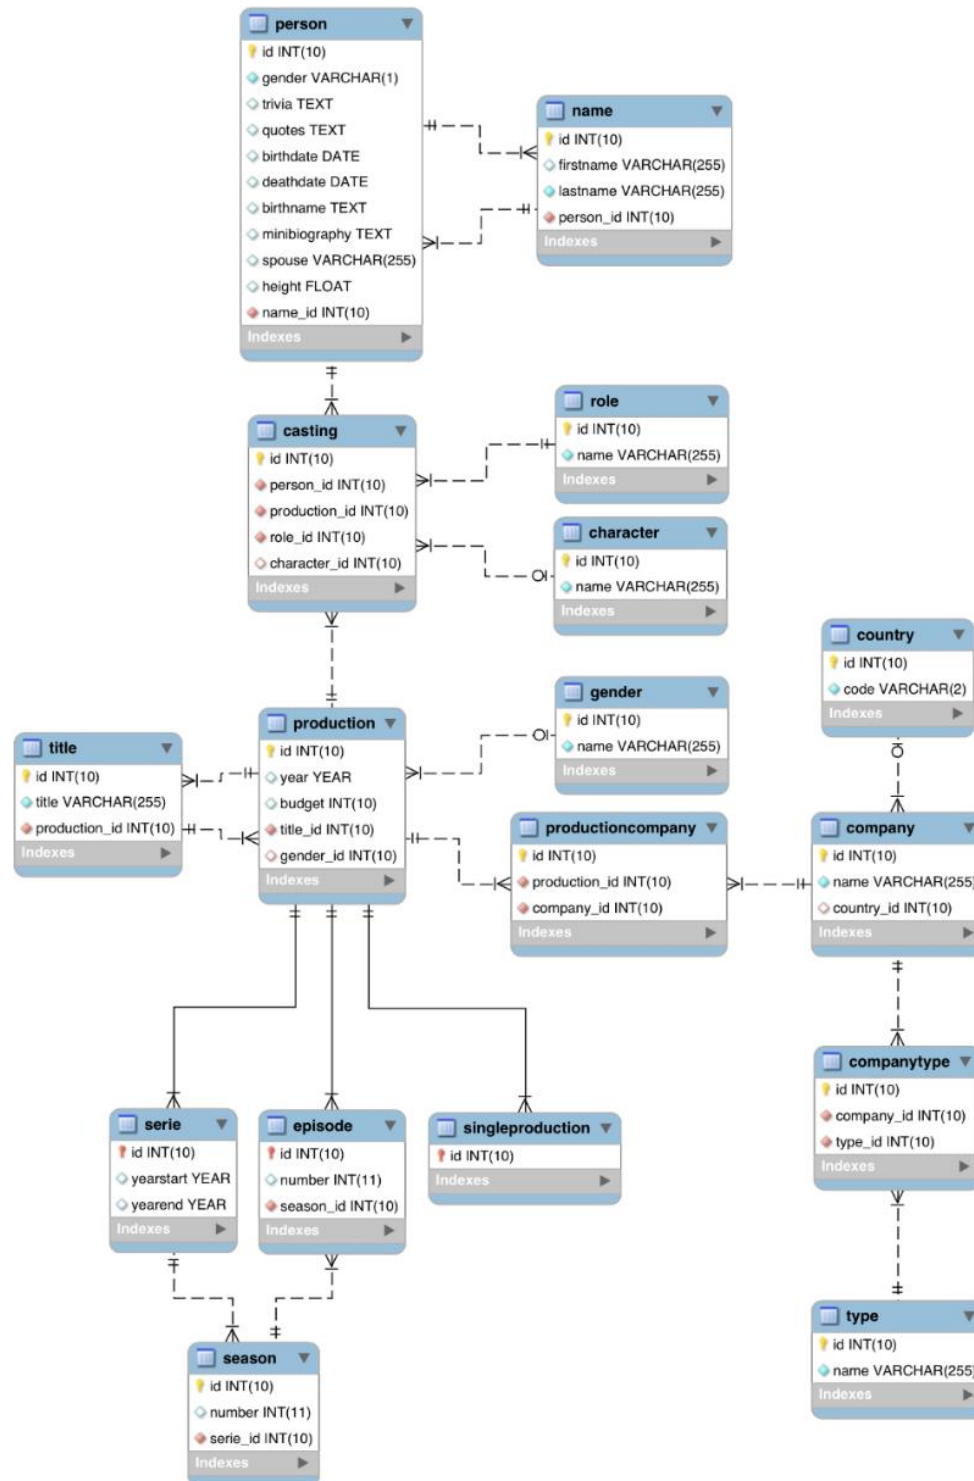 person
id INT(10)
gender VARCHAR(1)
trivia TEXT
quotes TEXT
birthdate DATE
deathdate DATE
birthname TEXT
minibiography TEXT
spouse VARCHAR(255)
height FLOAT
name_id INT(10)
Indexes
name
id INT(10)
firstname VARCHAR(255)
lastname VARCHAR(255)
person_id INT(10)
Indexes
casting
id INT(10)
person_id INT(10)
production_id INT(10)
role_id INT(10)
character_id INT(10)
Indexes
role
id INT(10)
name VARCHAR(255)
Indexes
character
id INT(10)
name VARCHAR(255)
Indexes
country
id INT(10)
code VARCHAR(2)
Indexes
gender
id INT(10)
name VARCHAR(255)
Indexes
title
id INT(10)
title VARCHAR(255)
production_id INT(10)
Indexes
production
id INT(10)
year YEAR
budget INT(10)
title_id INT(10)
gender_id INT(10)
Indexes
productioncompany
id INT(10)
production_id INT(10)
company_id INT(10)
Indexes
company
id INT(10)
name VARCHAR(255)
country_id INT(10)
Indexes
companytype
id INT(10)
company_id INT(10)
type_id INT(10)
Indexes
serie
id INT(10)
yearstart YEAR
yearend YEAR
Indexes
episode
id INT(10)
number INT(11)
season_id INT(10)
Indexes
singleproduction
id INT(10)
Indexes
type
id INT(10)
name VARCHAR(255)
Indexes
season
id INT(10)
number INT(11)
serie_id INT(10)
Indexes